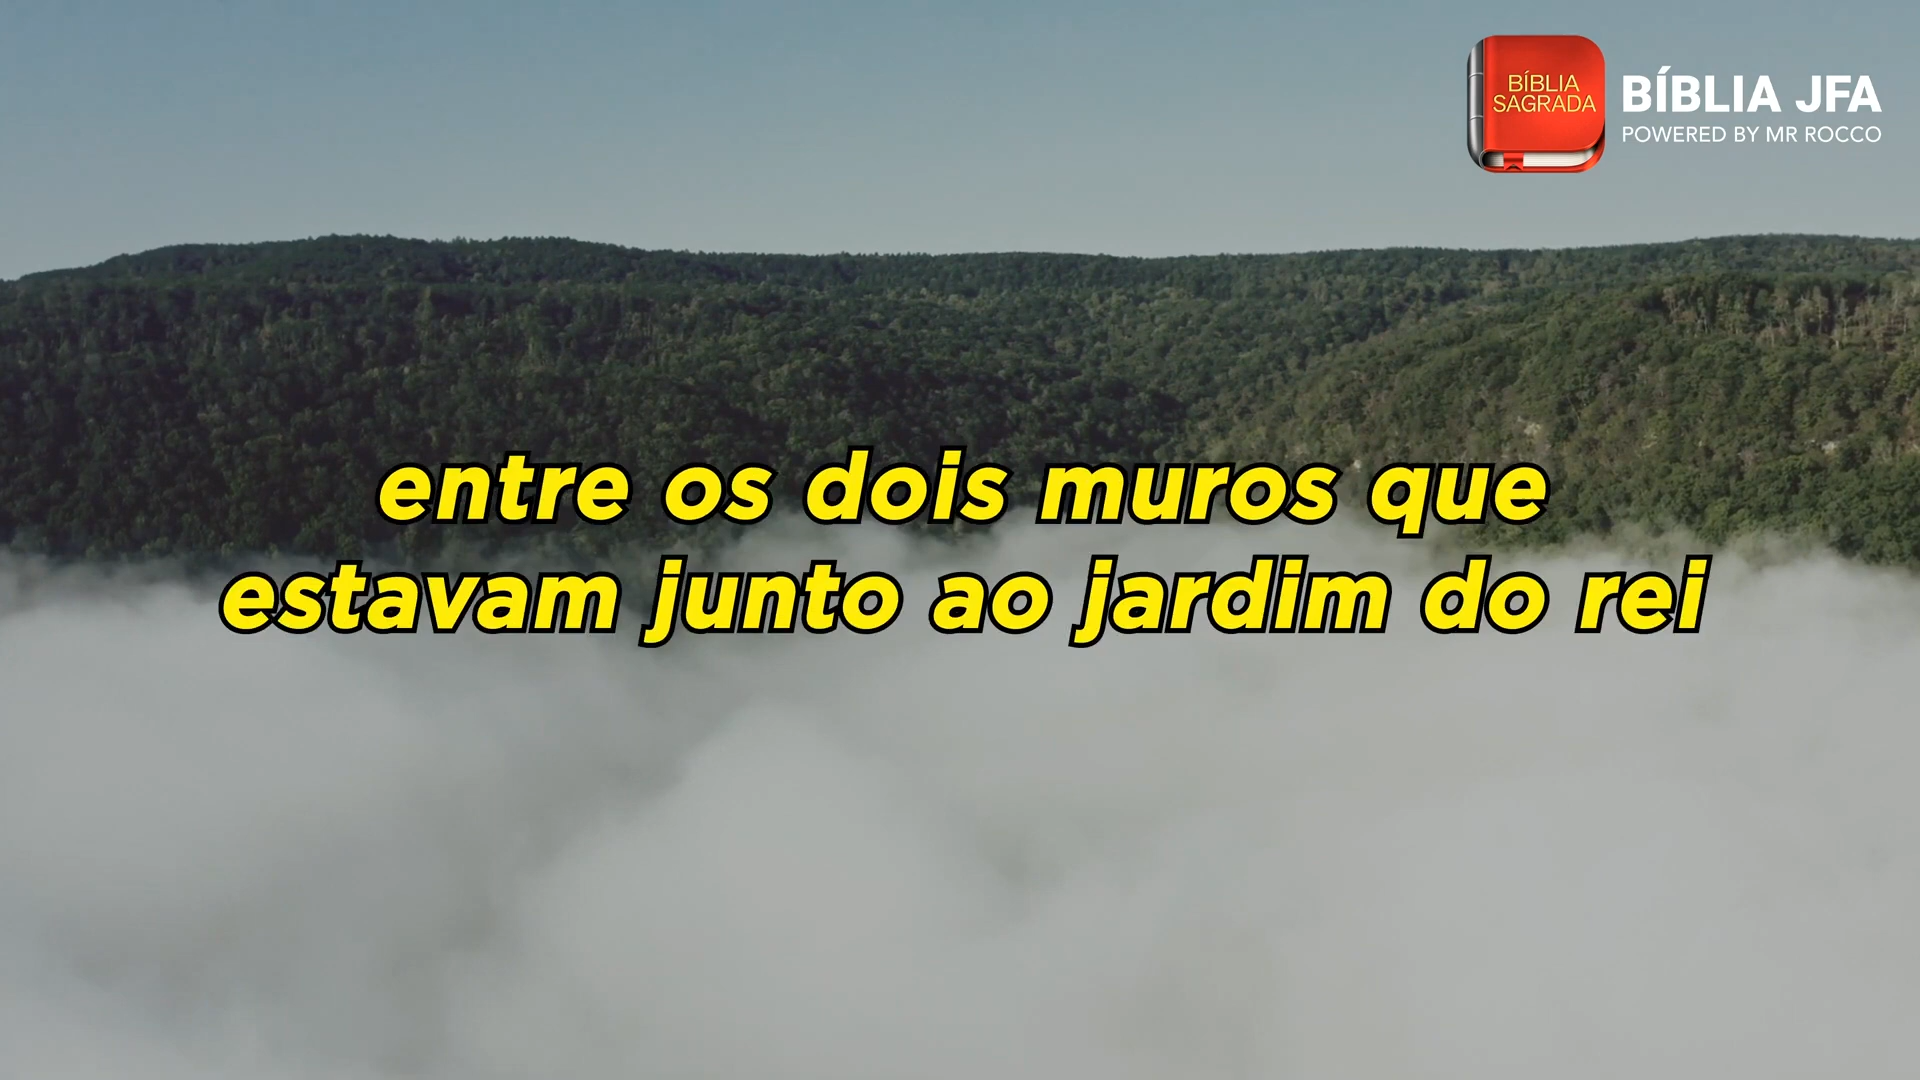 BÍBLIA
SAGRADA
BÍBLIA JFA
POWERED BY MR ROCCO
entre os dois muros que
estavam junto ao jardim do rei